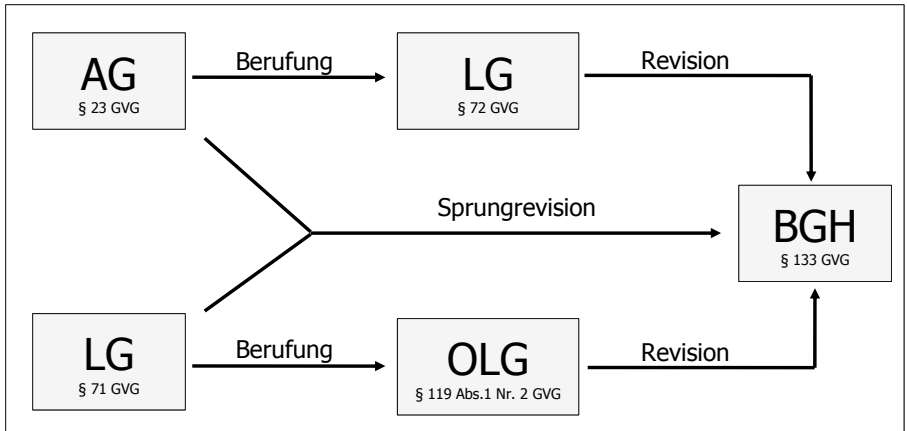 AG
§ 23 GVG
Berufung
LG
§ 72 GVG
Revision
Sprungrevision
BGH
§ 133 GVG
LG
§ 71 GVG
Berufung
OLG
§ 119 Abs.1 Nr. 2 GVG
Revision